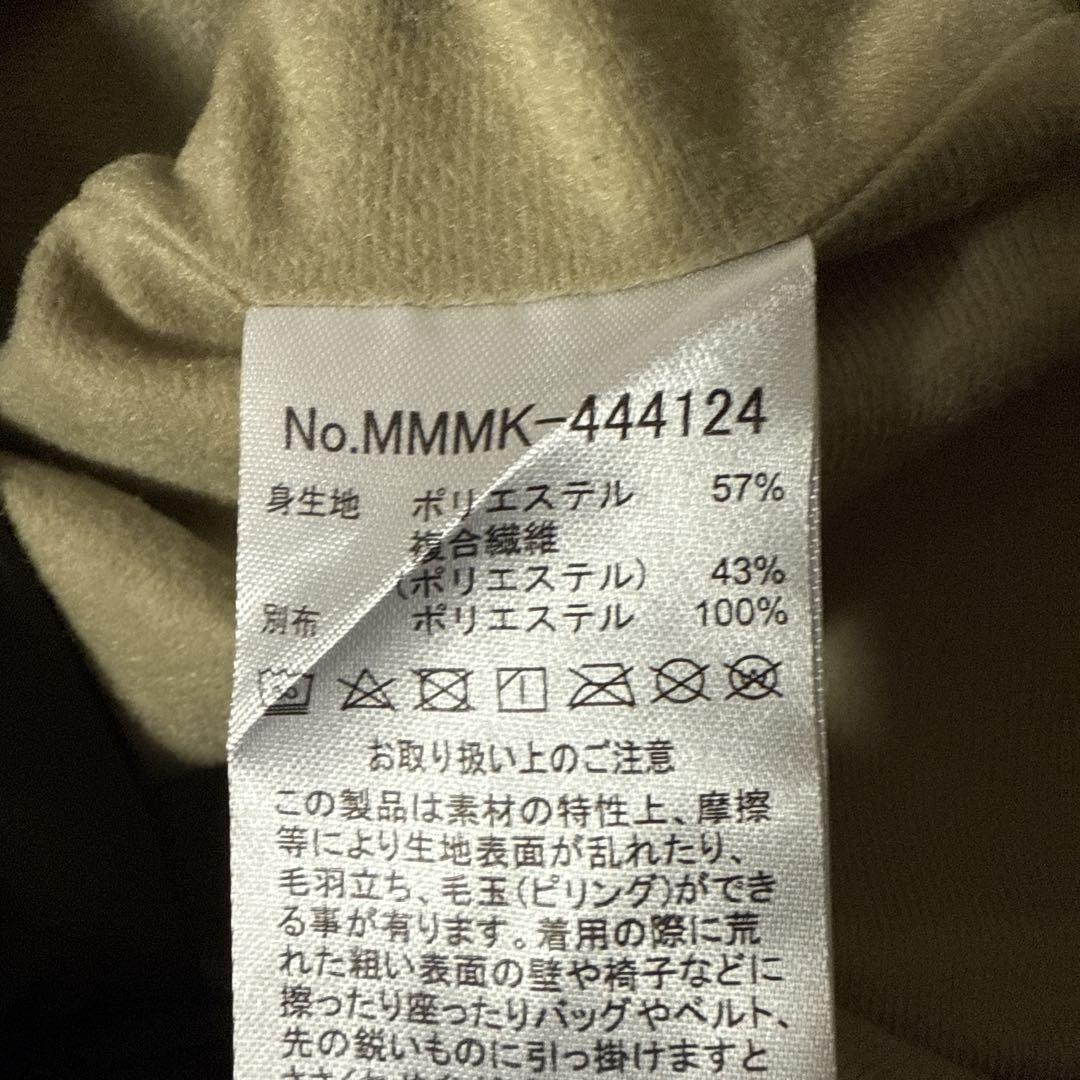 No.MMMK-444124
身生地 ポリエステル 57%
複合繊維
(ポリエステル) 43%
別布 ポリエステル 100%
お取り扱い上のご注意
この製品は素材の特性上、摩擦
等により生地表面が乱れたり、
毛羽立ち、毛玉(ピリング)ができ
る事が有ります。着用の際に荒
れた粗い表面の壁や椅子などに
擦ったり座ったりバッグやベルト、
先の鋭いものに引っ掛けますと